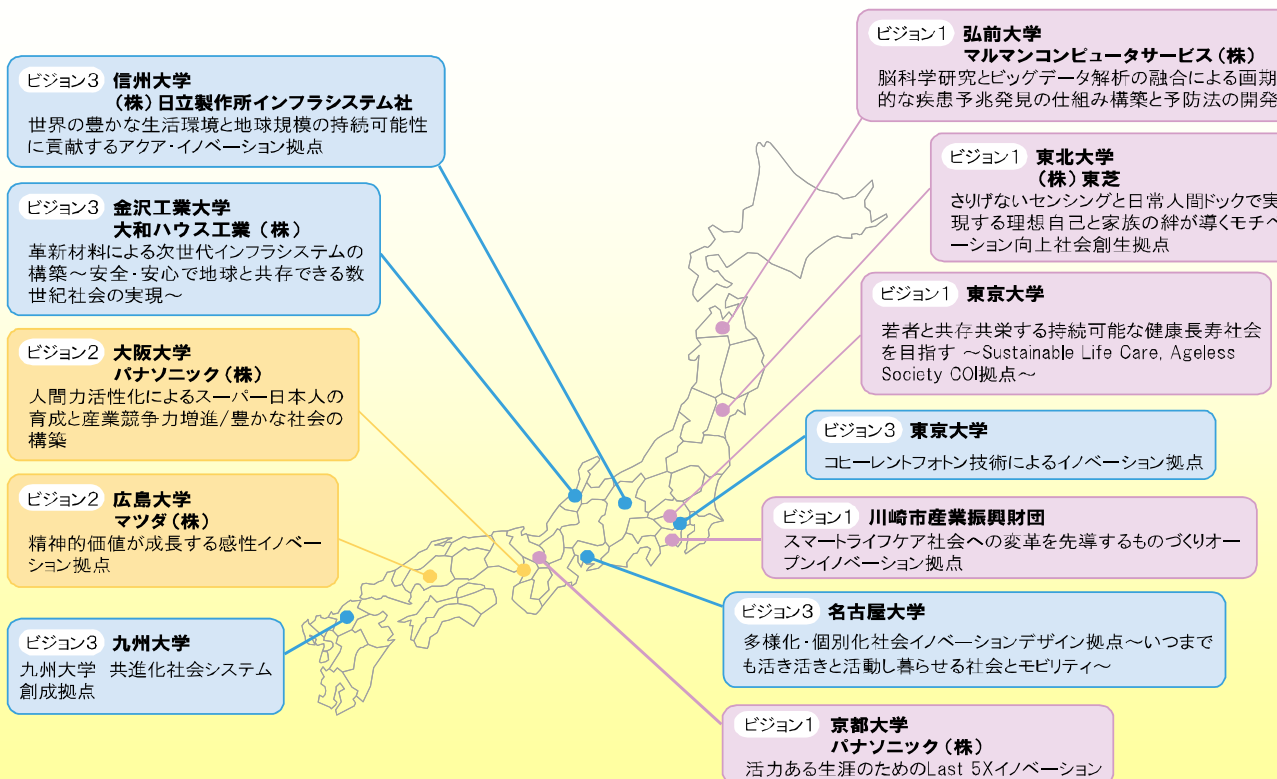 ビジョン3 信州大学
(株)日立製作所インフラシステム社
世界の豊かな生活環境と地球規模の持続可能性
に貢献するアクア･イノベーション拠点
ビジョン3 金沢工業大学
大和ハウス工業(株)
革新材料による次世代インフラシステムの
構築～安全･安心で地球と共存できる数
世紀社会の実現～
ビジョン2 大阪大学
パナソニック(株)
人間力活性化によるスーパー日本人の
育成と産業競争力増進/豊かな社会の
構築
ビジョン2 広島大学
マツダ(株)
精神的価値が成長する感性イノベー
ション拠点
ビジョン3 九州大学
九州大学　共進化社会システム
創成拠点
ビジョン1 弘前大学
マルマンコンピュータサービス(株)
脳科学研究とビッグデータ解析の融合による画期
的な疾患予兆発見の仕組み構築と予防法の開発
ビジョン1 東北大学
(株)東芝
さりげないセンシングと日常人間ドックで実
現する理想自己と家族の絆が導くモチベ
ーション向上社会創生拠点
ビジョン1 東京大学
若者と共存共栄する持続可能な健康長寿社会
を目指す ～Sustainable Life Care, Ageless
Society COI拠点～
ビジョン3 東京大学
コヒーレントフォトン技術によるイノベーション拠点
ビジョン1 川崎市産業振興財団
スマートライフケア社会への変革を先導するものづくりオー
プンイノベーション拠点
ビジョン3 名古屋大学
多様化･個別化社会イノベーションデザイン拠点～いつまで
も活き活きと活動し暮らせる社会とモビリティ～
ビジョン1 京都大学
パナソニック(株)
活力ある生涯のためのLast 5Xイノベーション